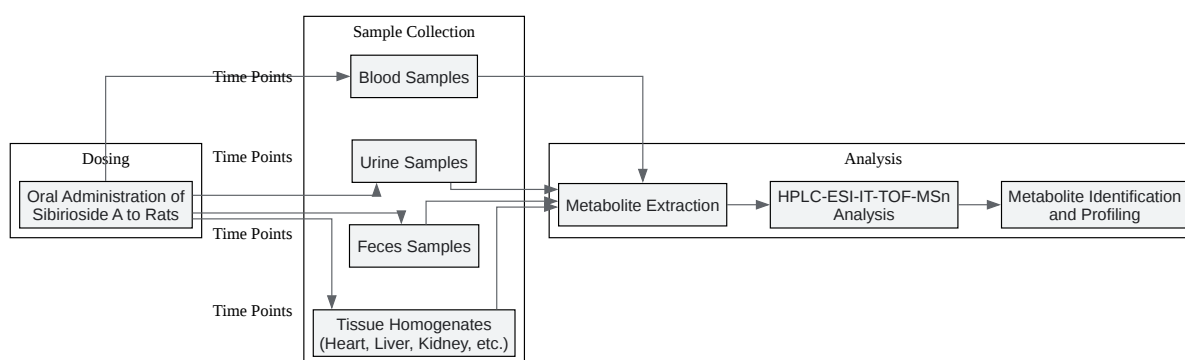 Sample Collection
Time Points
Blood Samples
Dosing
Time Points
Urine Samples
Analysis
Oral Administration of
Sibirioside A to Rats
Metabolite Extraction
HPLC-ESI-IT-TOF-MSn
Analysis
Metabolite Identification
and Profiling
Time Points
Feces Samples
Time Points
Tissue Homogenates
(Heart, Liver, Kidney, etc.)